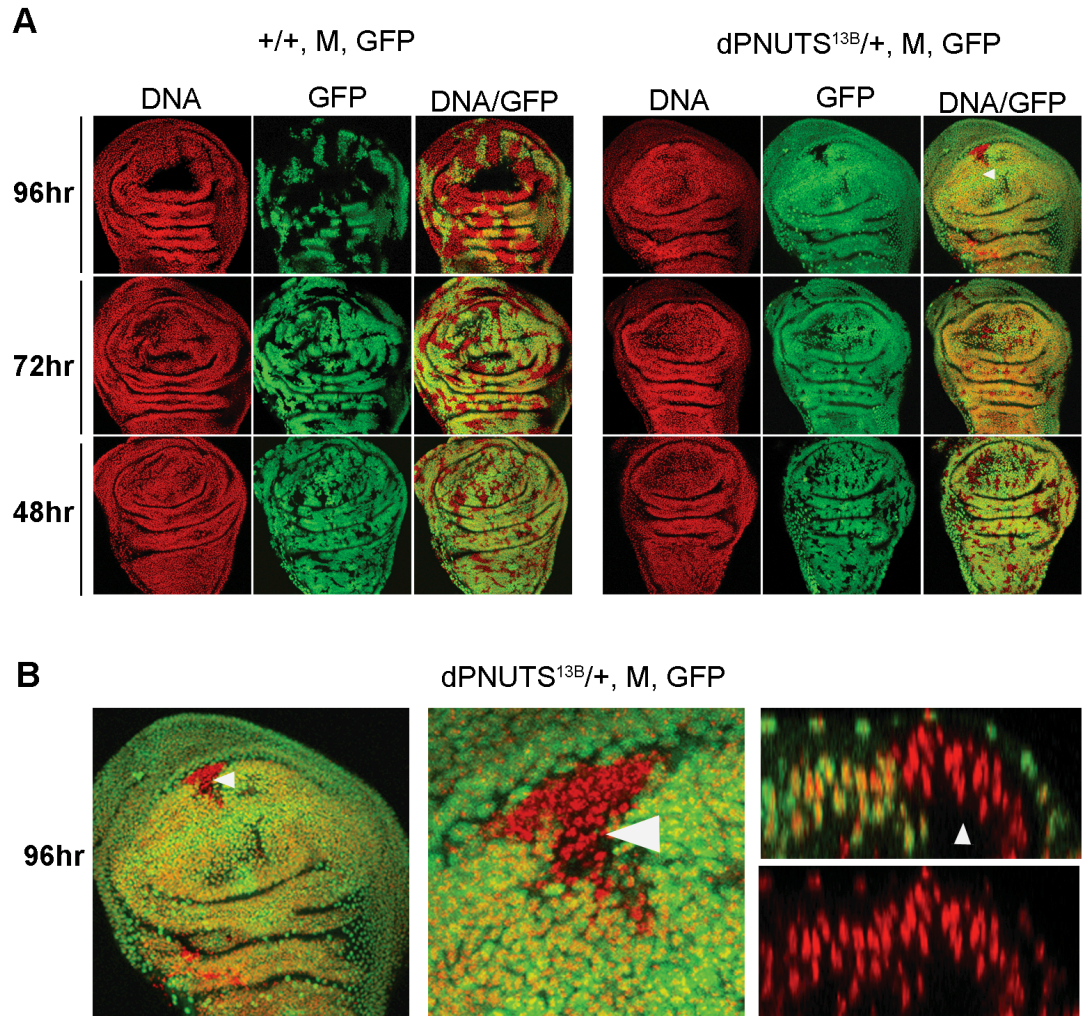 A
+/+, M, GFP
dPNUTS¹³ᴮ/+, M, GFP
DNA GFP DNA/GFP
DNA GFP DNA/GFP
96hr
72hr
48hr
B
dPNUTS¹³ᴮ/+, M, GFP
96hr